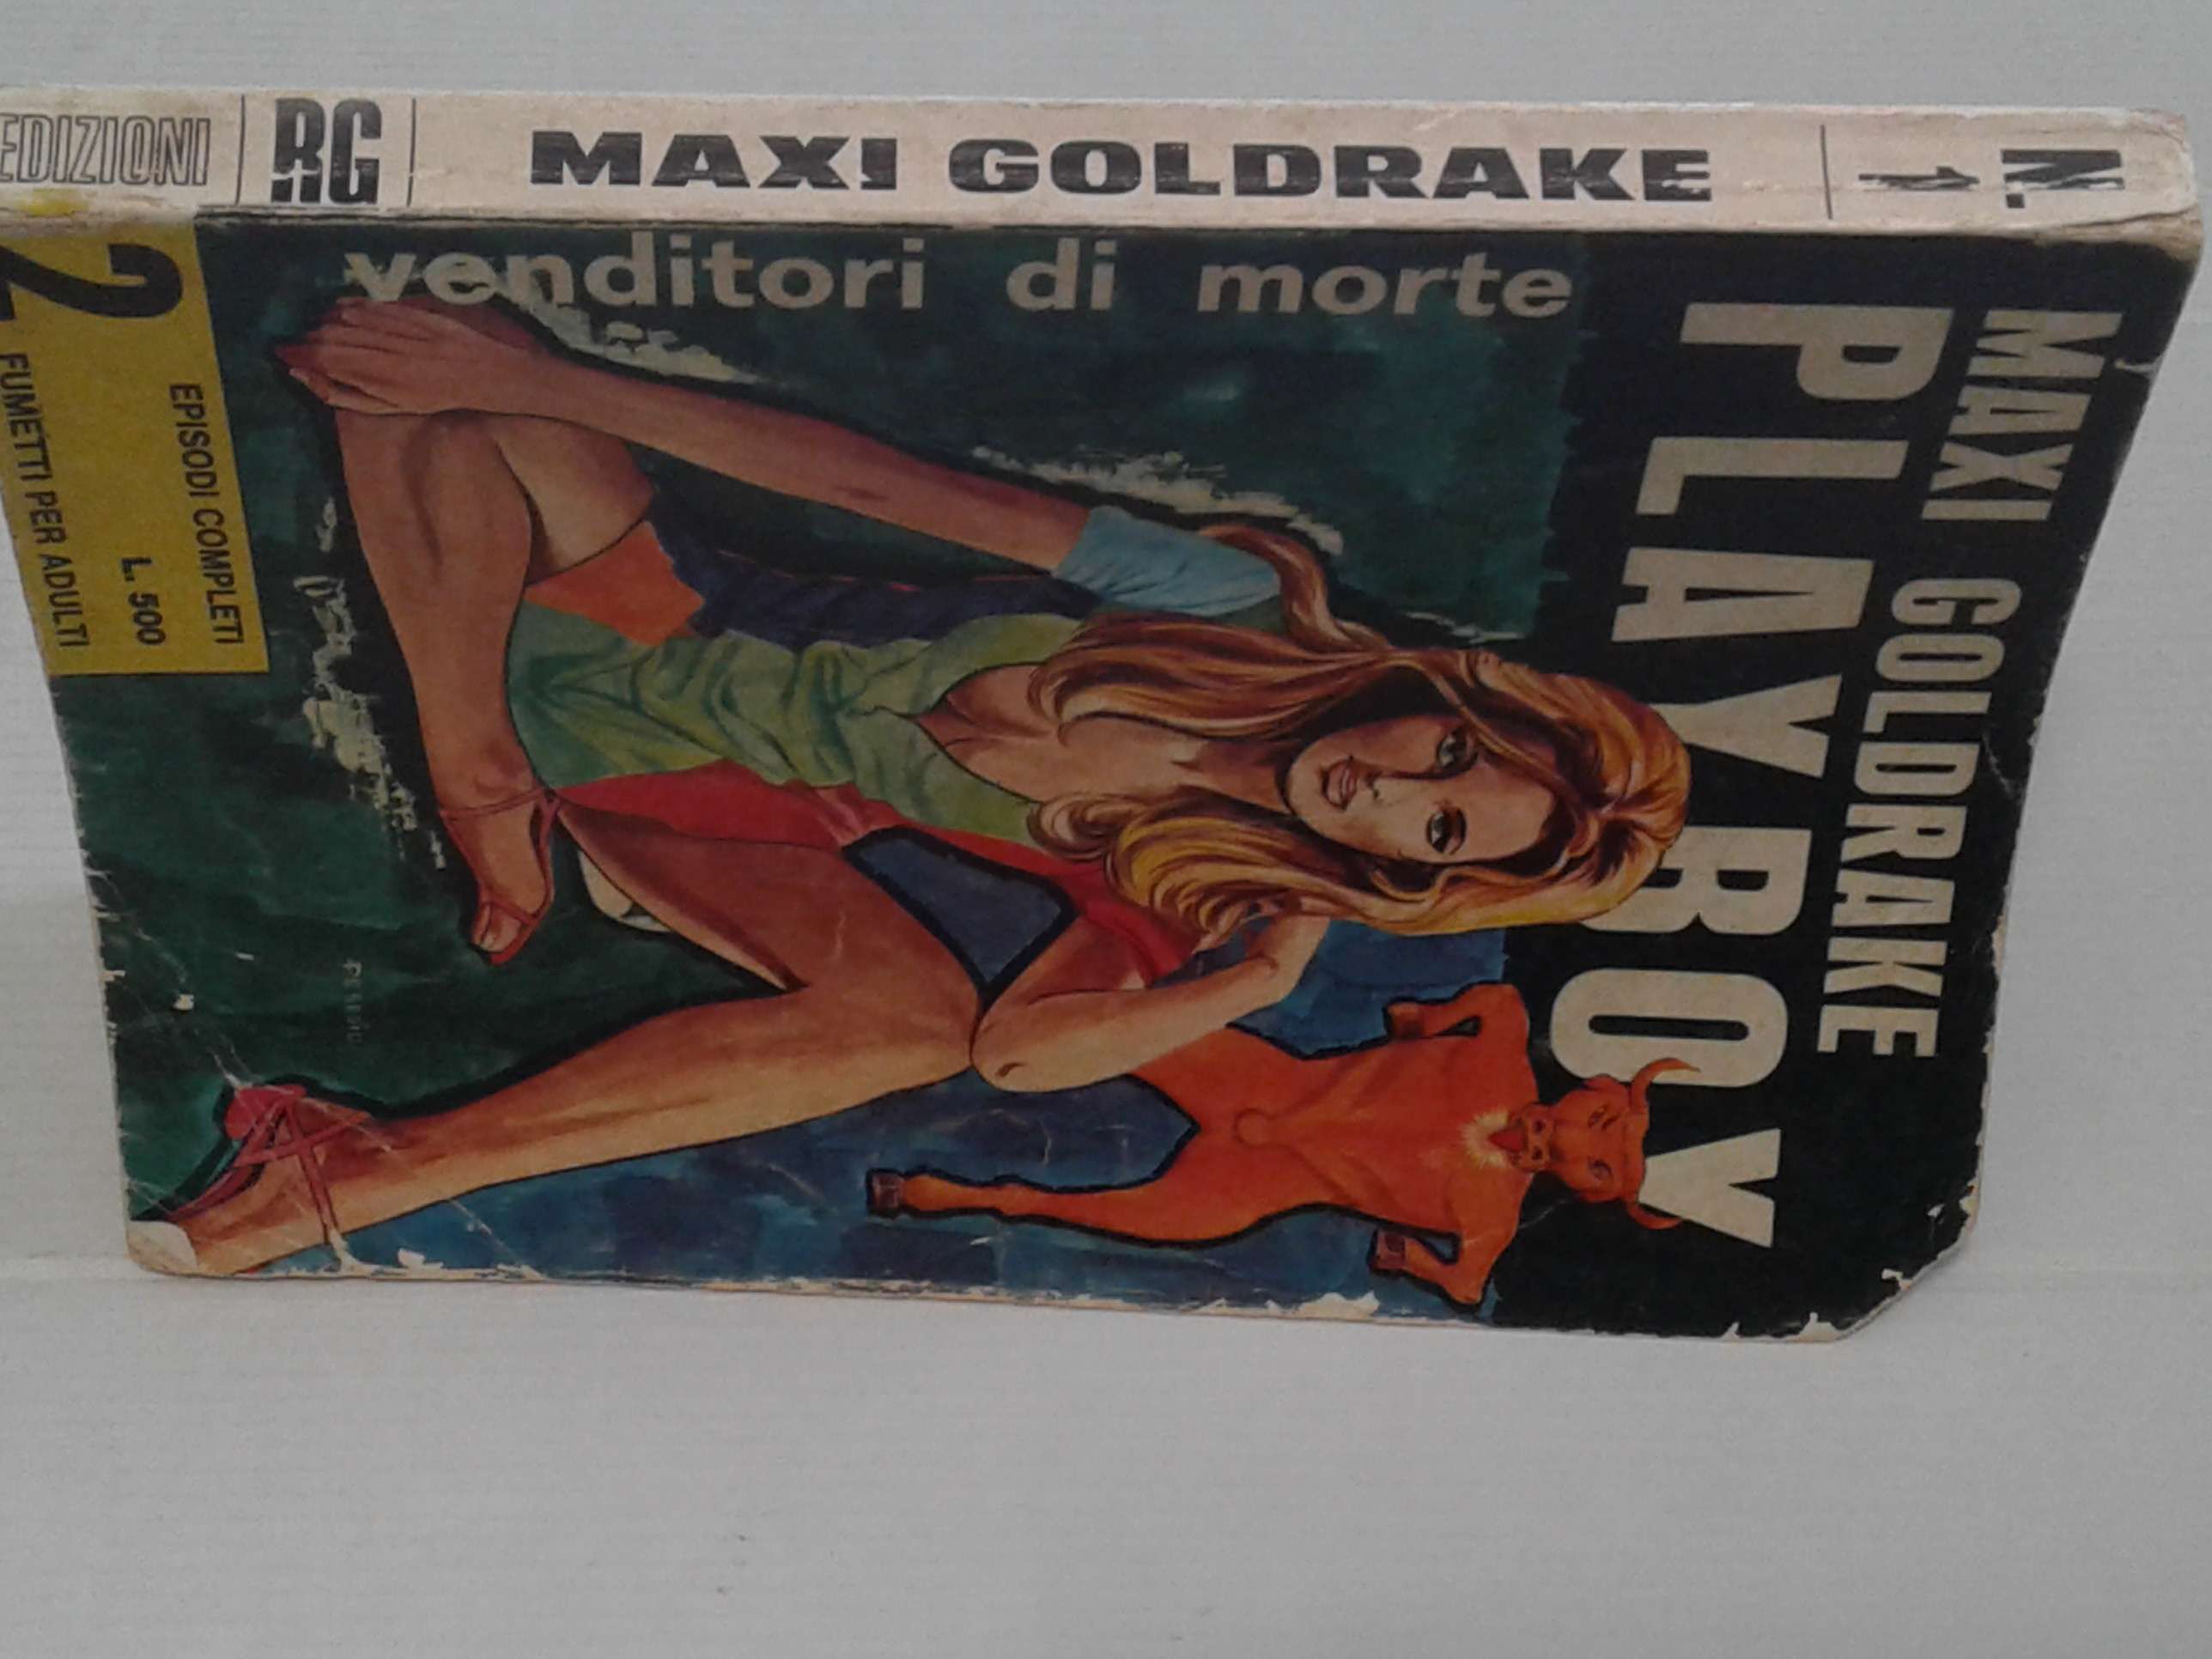 EDIZIONI
RG
MAXI GOLDRAKE
N. 1
MAXI GOLDRAKE
PLAYBOY
venditori di morte
2
EPISODI COMPLETI
L. 500
FUMETTI PER ADULTI